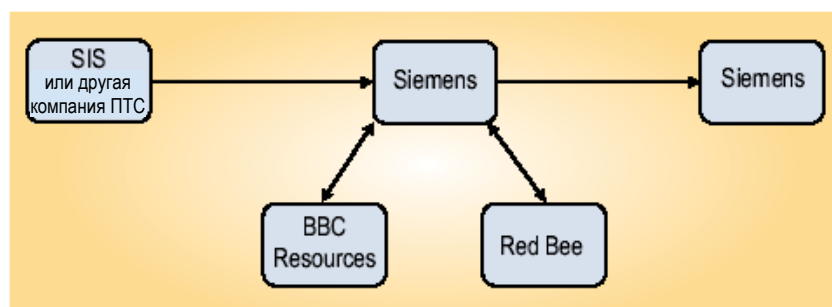 SIS
или другая
компания ПТС
Siemens
Siemens
BBC
Resources
Red Bee